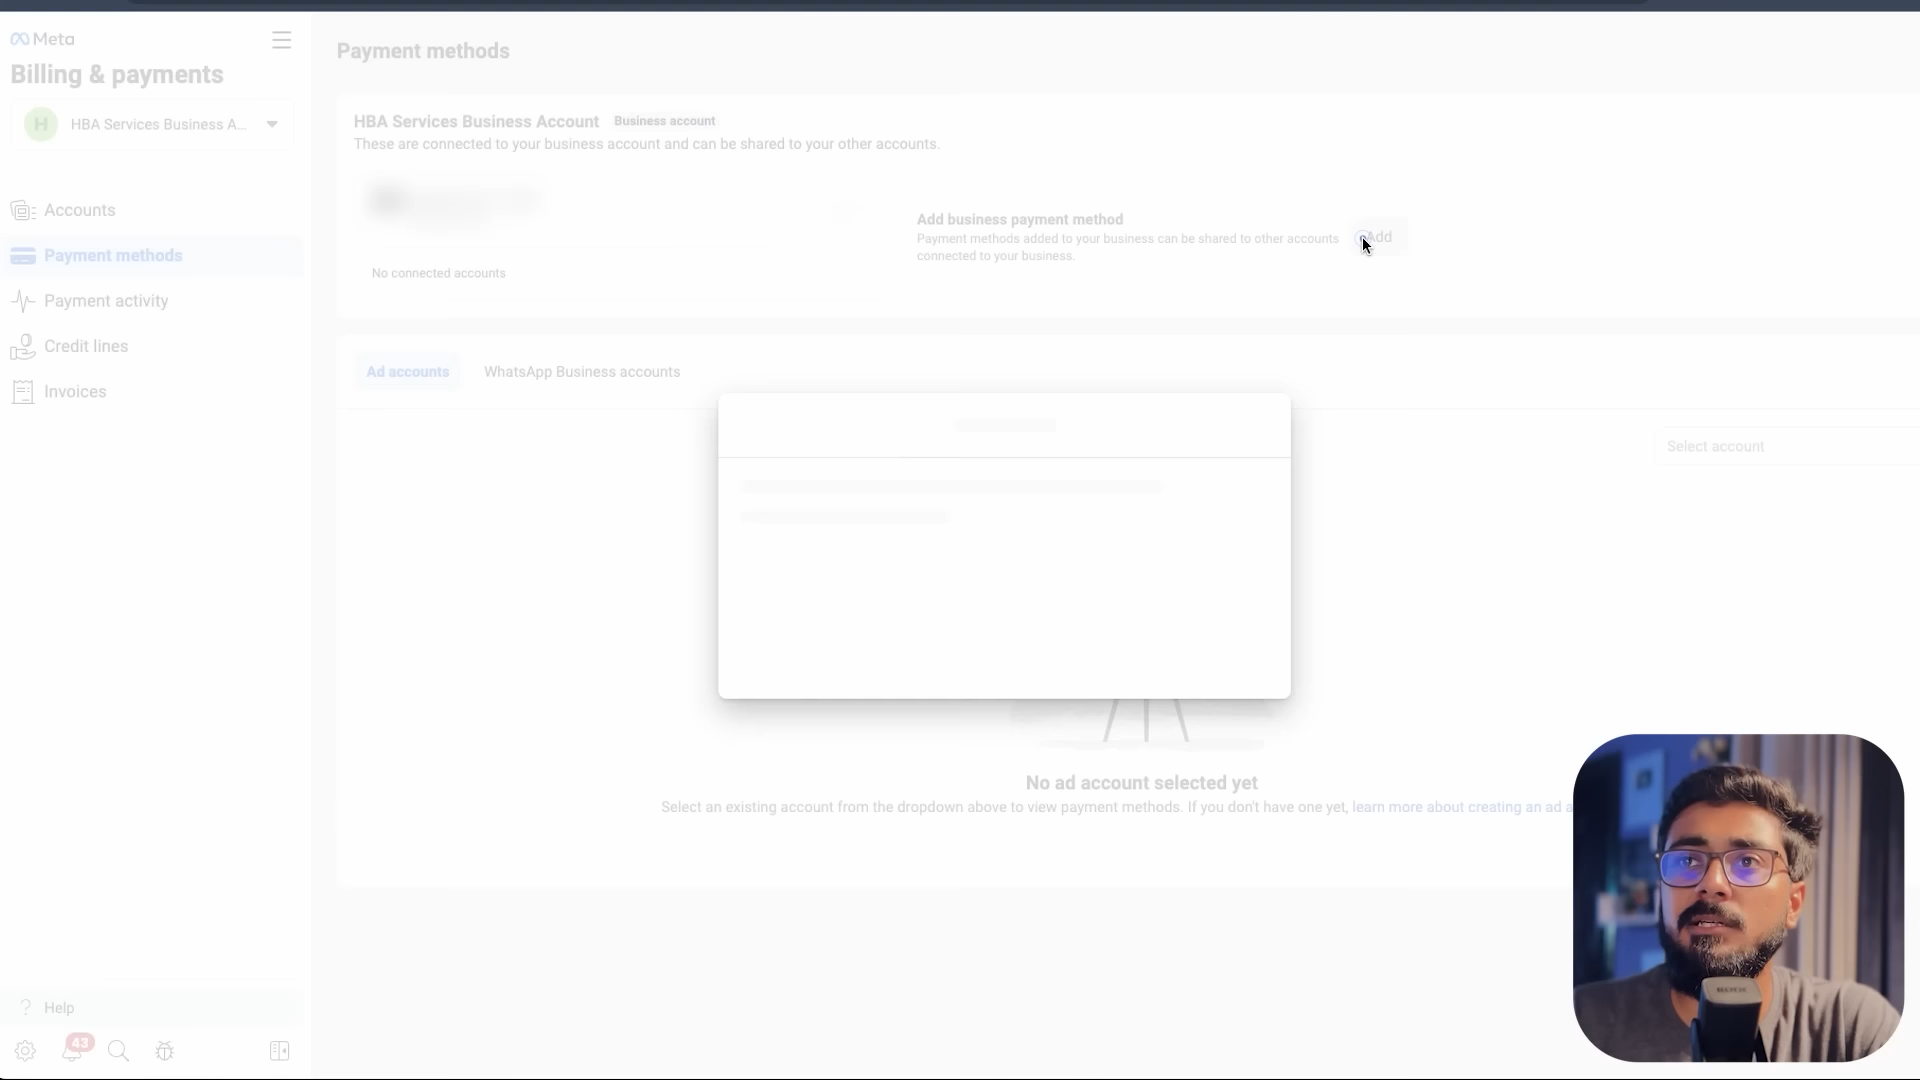 Meta
Billing & payments
H
HBA Services Business A...
Accounts
Payment methods
Payment activity
Credit lines
Invoices
Help
43
Payment methods
HBA Services Business Account
Business account
These are connected to your business account and can be shared to your other accounts.
No connected accounts
Add business payment method
Payment methods added to your business can be shared to other accounts
connected to your business.
Add
Ad accounts
WhatsApp Business accounts
Select account
No ad account selected yet
Select an existing account from the dropdown above to view payment methods. If you don't have one yet, learn more about creating an ad a
RODE